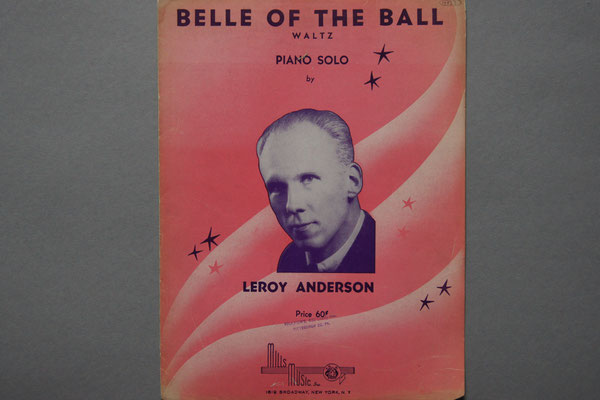 BELLE OF THE BALL
WALTZ
PIANO SOLO
by
LEROY ANDERSON
Price 60¢
Mills
Music, Inc.
1619 BROADWAY, NEW YORK, N. Y.